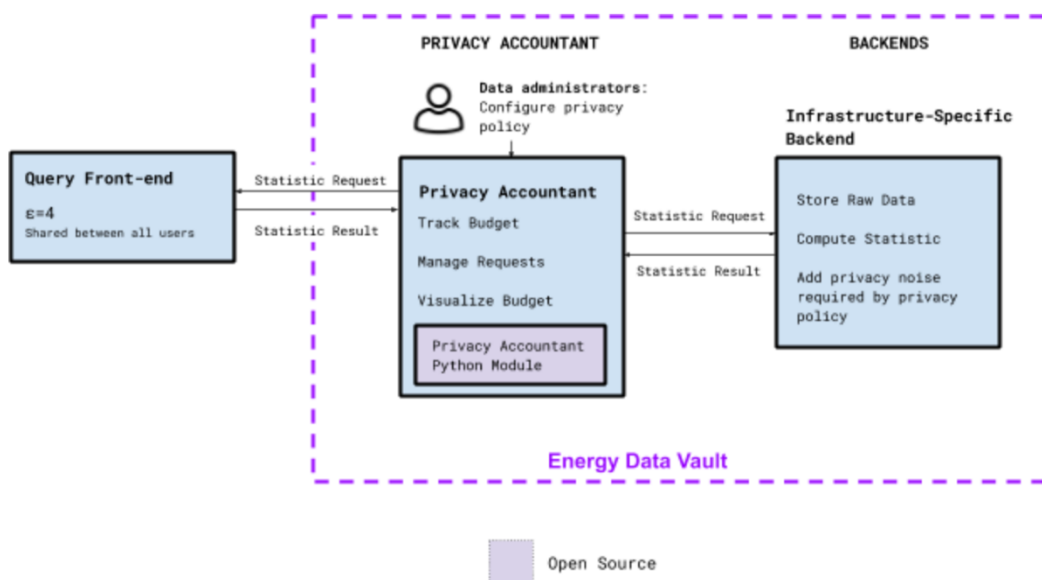 PRIVACY ACCOUNTANT
BACKENDS
Data administrators:
Configure privacy
policy
Infrastructure-Specific
Backend
Query Front-end
ε=4
Shared between all users
Statistic Request
Statistic Result
Privacy Accountant
Track Budget
Manage Requests
Visualize Budget
Privacy Accountant
Python Module
Statistic Request
Statistic Result
Store Raw Data
Compute Statistic
Add privacy noise
required by privacy
policy
Energy Data Vault
Open Source